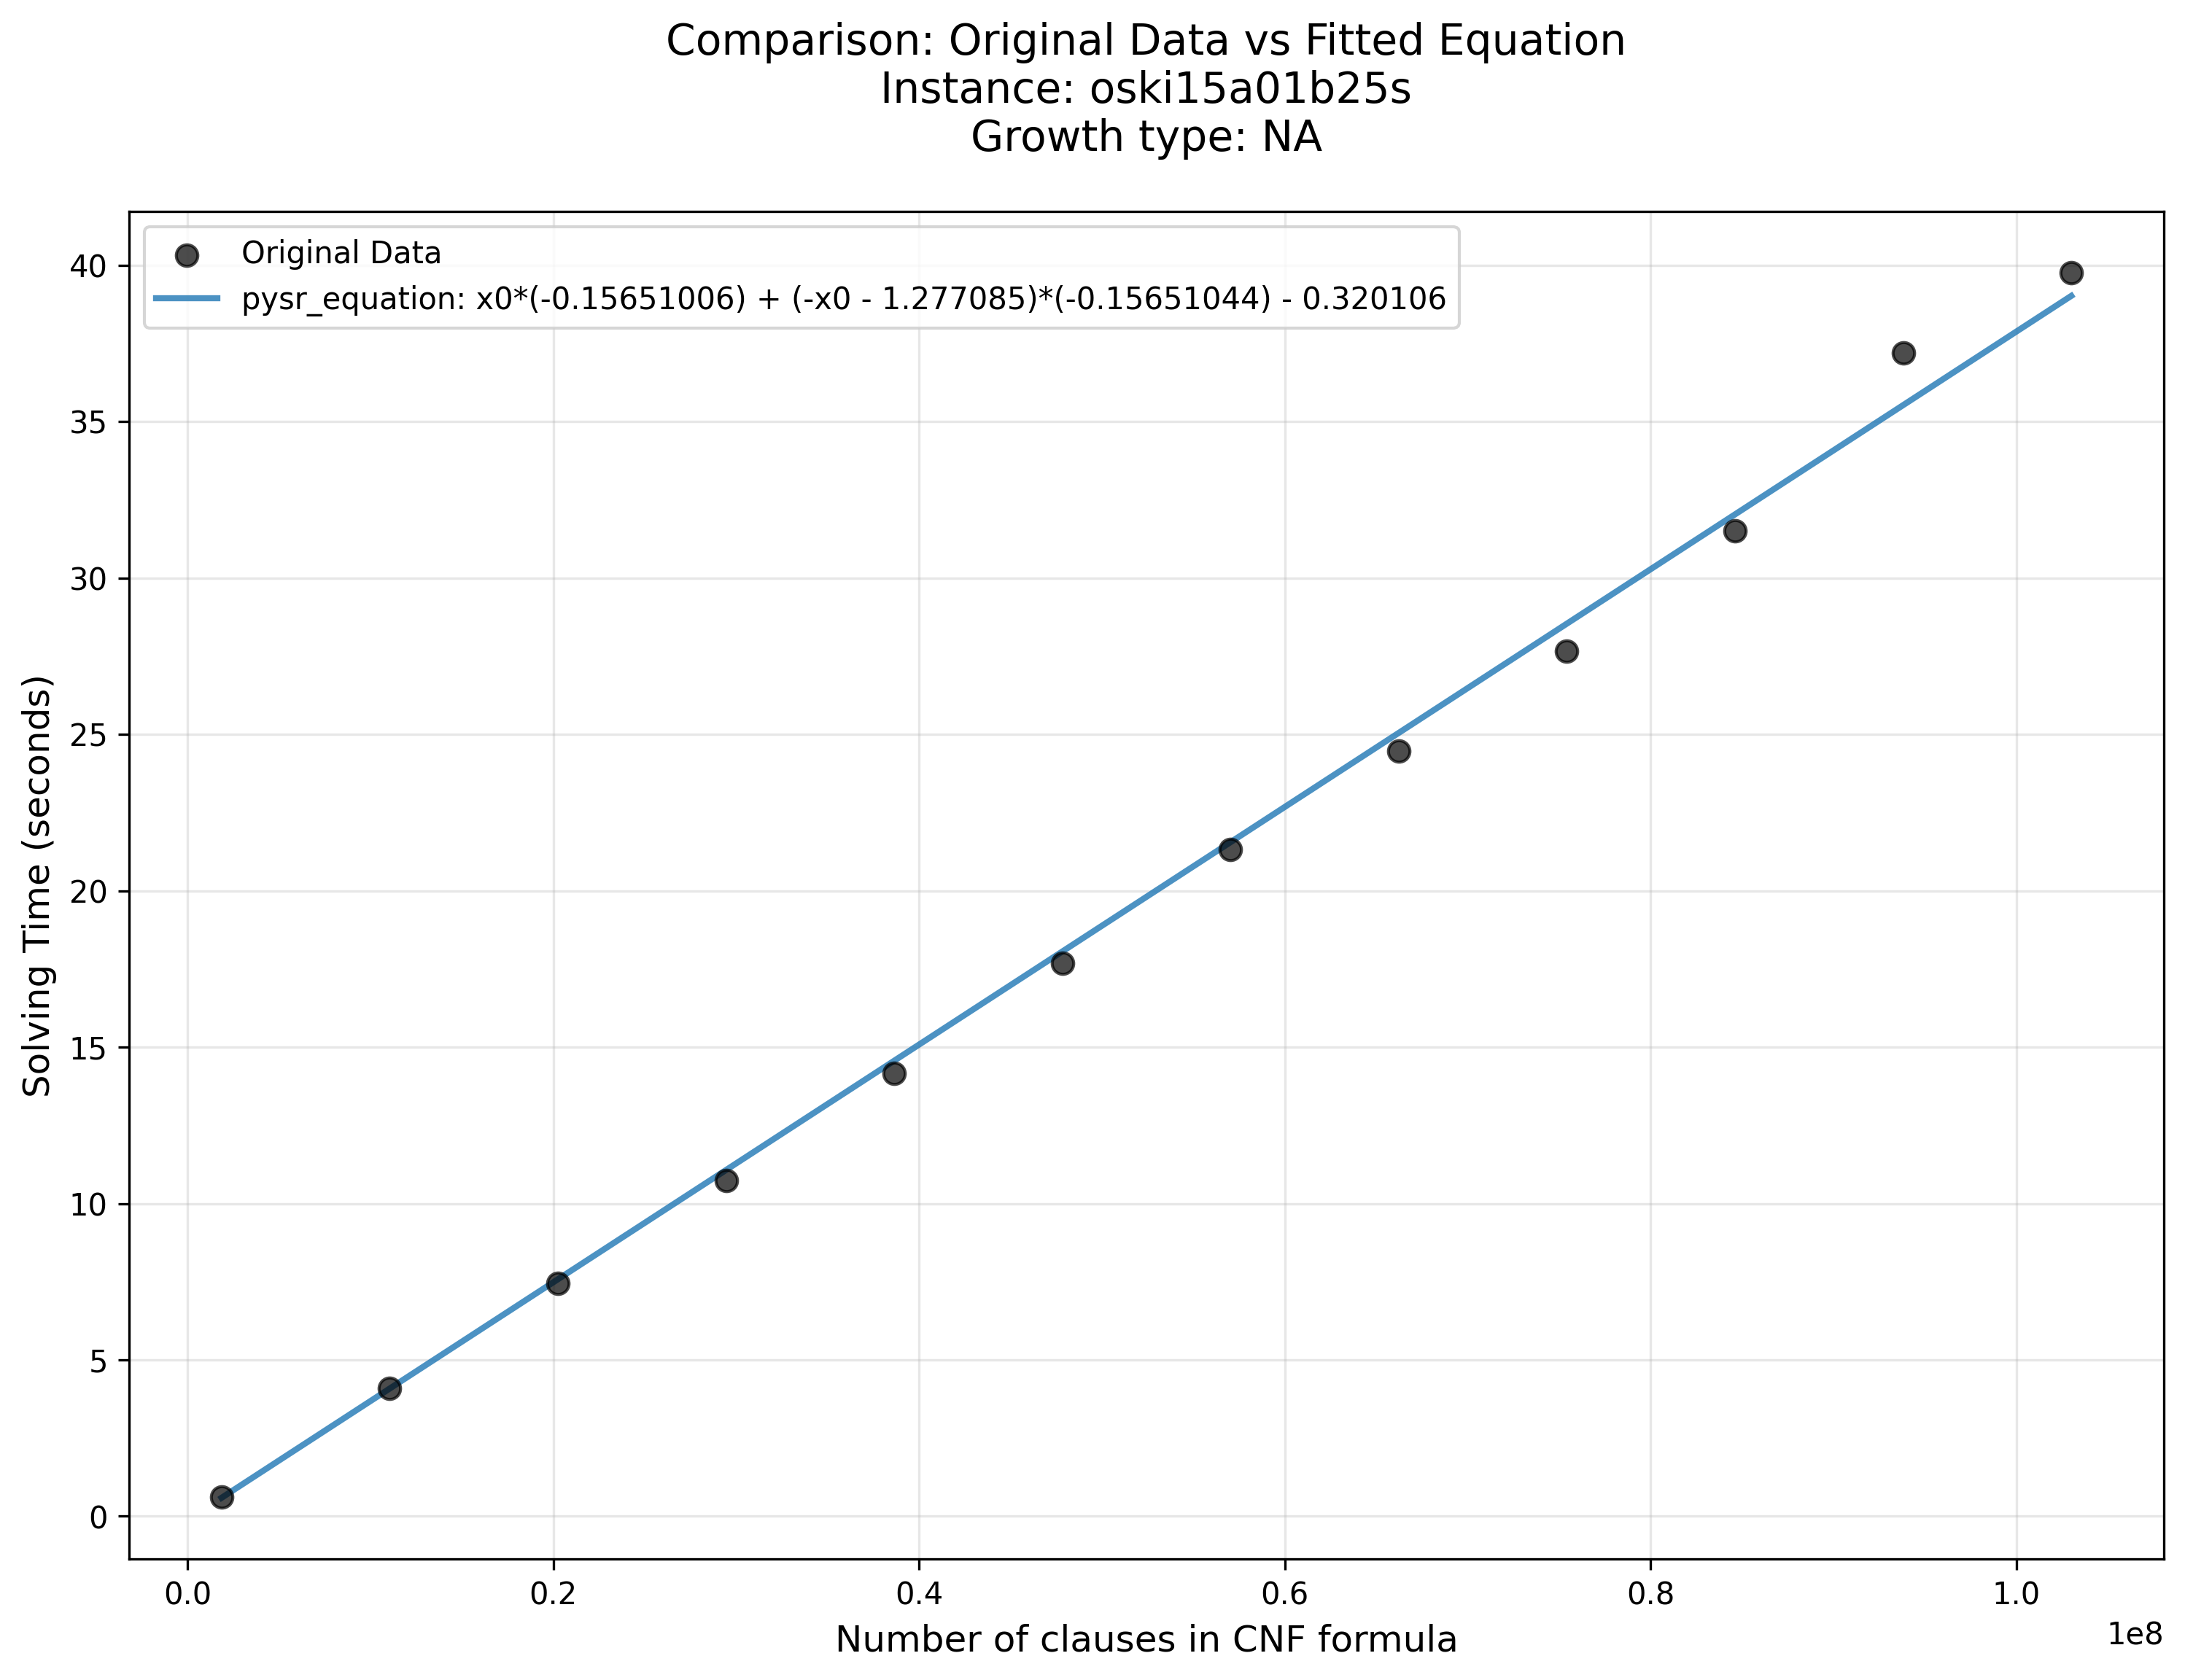 Comparison: Original Data vs Fitted Equation
Instance: oski15a01b25s
Growth type: NA
Original Data
pysr_equation: x0*(-0.15651006) + (-x0 - 1.277085)*(-0.15651044) - 0.320106
40
35
30
25
20
15
10
5
0
Solving Time (seconds)
0.0 0.2 0.4 0.6 0.8 1.0
1e8
Number of clauses in CNF formula